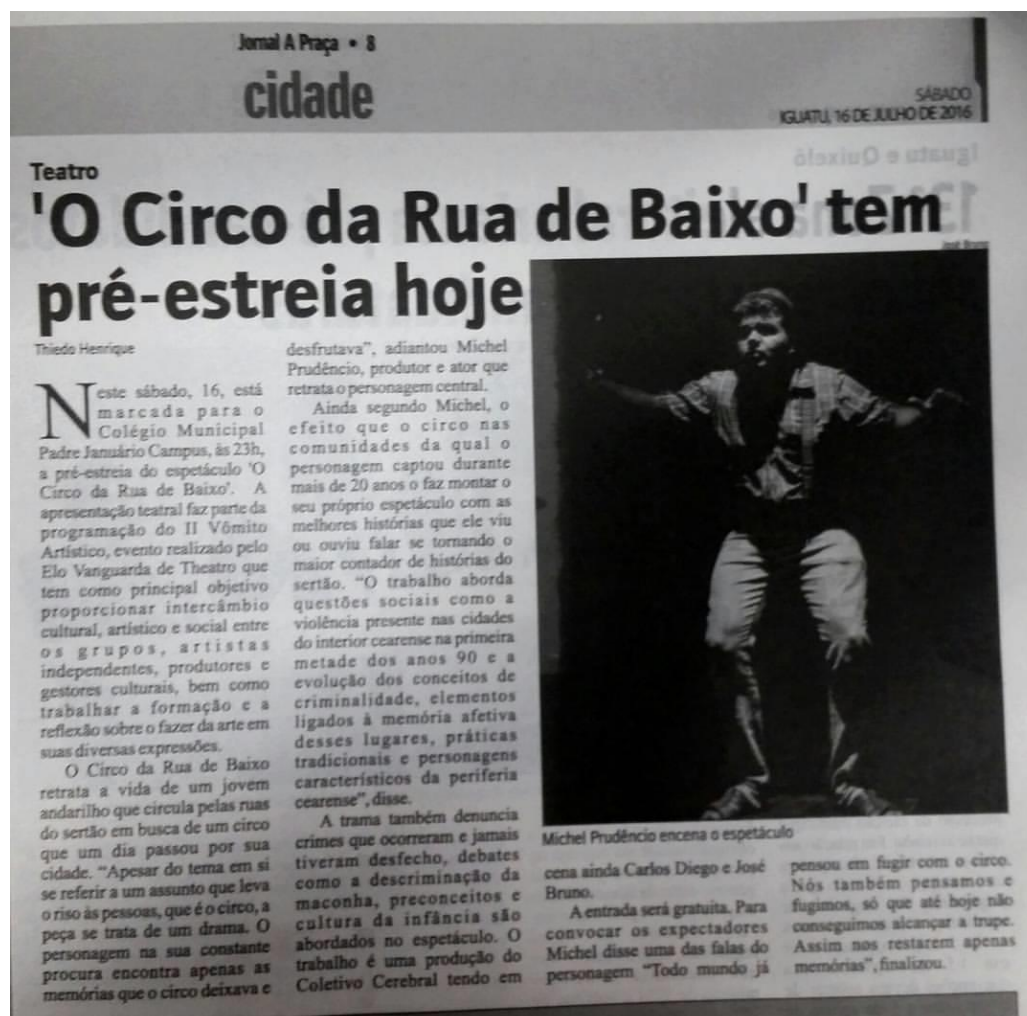 Jornal A Praça • 8
cidade
SÁBADO
IGUATU, 16 DE JULHO DE 2016
Teatro
'O Circo da Rua de Baixo' tem
pré-estreia hoje
José Bruno
Thiedo Henrique
Neste sábado, 16, está
marcada para o
Colégio Municipal
Padre Januário Campus, às 23h,
a pré-estreia do espetáculo 'O
Circo da Rua de Baixo'. A
apresentação teatral faz parte da
programação do II Vômito
Artístico, evento realizado pelo
Elo Vanguarda de Theatro que
tem como principal objetivo
proporcionar intercâmbio
cultural, artístico e social entre
os grupos, artistas
independentes, produtores e
gestores culturais, bem como
trabalhar a formação e a
reflexão sobre o fazer da arte em
suas diversas expressões.
O Circo da Rua de Baixo
retrata a vida de um jovem
andarilho que circula pelas ruas
do sertão em busca de um circo
que um dia passou por sua
cidade. “Apesar do tema em si
se referir a um assunto que leva
o riso às pessoas, que é o circo, a
peça se trata de um drama. O
personagem na sua constante
procura encontra apenas as
memórias que o circo deixava e
desfrutava”, adiantou Michel
Prudêncio, produtor e ator que
retrata o personagem central.
Ainda segundo Michel, o
efeito que o circo nas
comunidades da qual o
personagem captou durante
mais de 20 anos o faz montar o
seu próprio espetáculo com as
melhores histórias que ele viu
ou ouviu falar se tornando o
maior contador de histórias do
sertão. “O trabalho aborda
questões sociais como a
violência presente nas cidades
do interior cearense na primeira
metade dos anos 90 e a
evolução dos conceitos de
criminalidade, elementos
ligados à memória afetiva
desses lugares, práticas
tradicionais e personagens
característicos da periferia
cearense”, disse.
A trama também denuncia
crimes que ocorreram e jamais
tiveram desfecho, debates
como a descriminação da
maconha, preconceitos e
cultura da infância são
abordados no espetáculo. O
trabalho é uma produção do
Coletivo Cerebral tendo em
Michel Prudêncio encena o espetáculo
cena ainda Carlos Diego e José
Bruno.
A entrada será gratuita. Para
convocar os expectadores
Michel disse uma das falas do
personagem “Todo mundo já
pensou em fugir com o circo.
Nós também pensamos e
fugimos, só que até hoje não
conseguimos alcançar a trupe.
Assim nos restarem apenas
memórias”, finalizou.